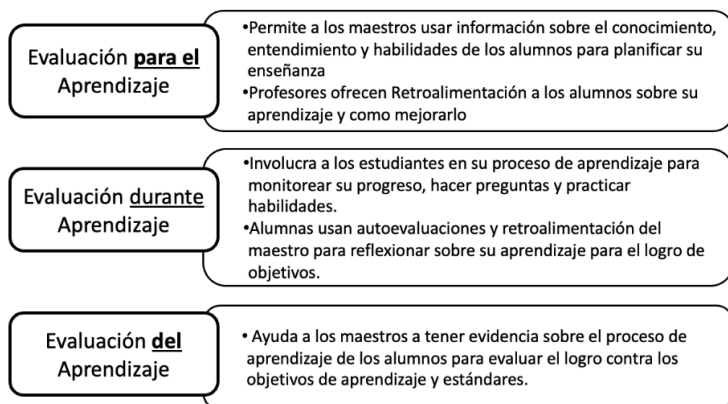 Evaluación para el
Aprendizaje
•Permite a los maestros usar información sobre el conocimiento,
entendimiento y habilidades de los alumnos para planificar su
enseñanza
•Profesores ofrecen Retroalimentación a los alumnos sobre su
aprendizaje y como mejorarlo
Evaluación durante
Aprendizaje
•Involucra a los estudiantes en su proceso de aprendizaje para
monitorear su progreso, hacer preguntas y practicar
habilidades.
•Alumnas usan autoevaluaciones y retroalimentación del
maestro para reflexionar sobre su aprendizaje para el logro de
objetivos.
Evaluación del
Aprendizaje
• Ayuda a los maestros a tener evidencia sobre el proceso de
aprendizaje de los alumnos para evaluar el logro contra los
objetivos de aprendizaje y estándares.